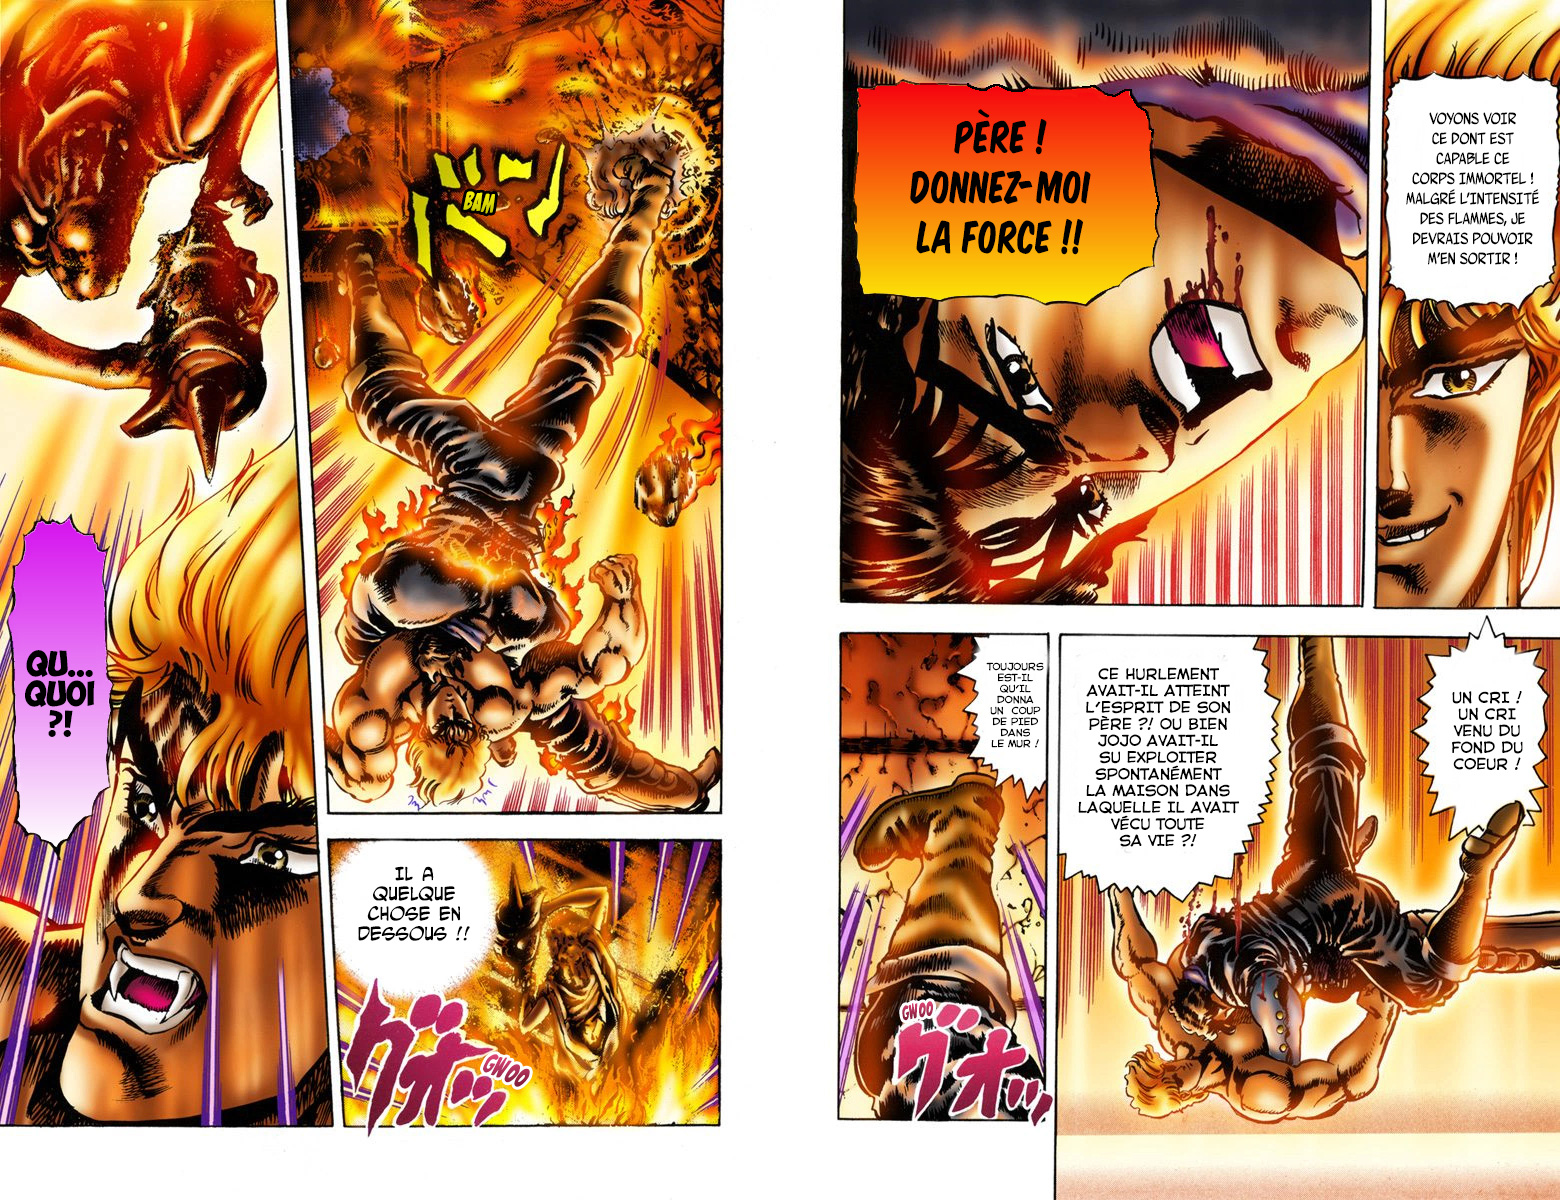 VOYONS VOIR
CE DONT EST
CAPABLE CE
CORPS IMMORTEL !
MALGRÉ L'INTENSITÉ
DES FLAMMES, JE
DEVRAIS POUVOIR
M'EN SORTIR !
PÈRE !
DONNEZ-MOI
LA FORCE !!
UN CRI !
UN CRI
VENU DU
FOND DU
COEUR !
CE HURLEMENT
AVAIT-IL ATTEINT
L'ESPRIT DE SON
PÈRE ?! OU BIEN
JOJO AVAIT-IL
SU EXPLOITER
SPONTANÉMENT
LA MAISON DANS
LAQUELLE IL AVAIT
VÉCU TOUTE
SA VIE ?!
TOUJOURS
EST-IL
QU'IL
DONNA
UN COUP
DE PIED
DANS
LE MUR !
GWOO
グオッ
ドン
BAM
QU...
QUOI
?!
IL A
QUELQUE
CHOSE EN
DESSOUS !!
グオッ
GWOO